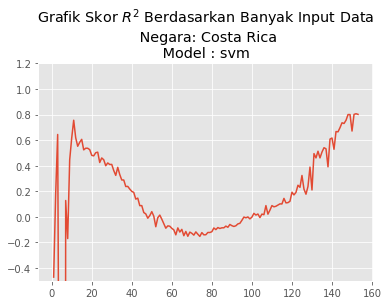 Grafik Skor R² Berdasarkan Banyak Input Data
Negara: Costa Rica
Model : svm
1.2
1.0
0.8
0.6
0.4
0.2
0.0
−0.2
−0.4
0 20 40 60 80 100 120 140 160